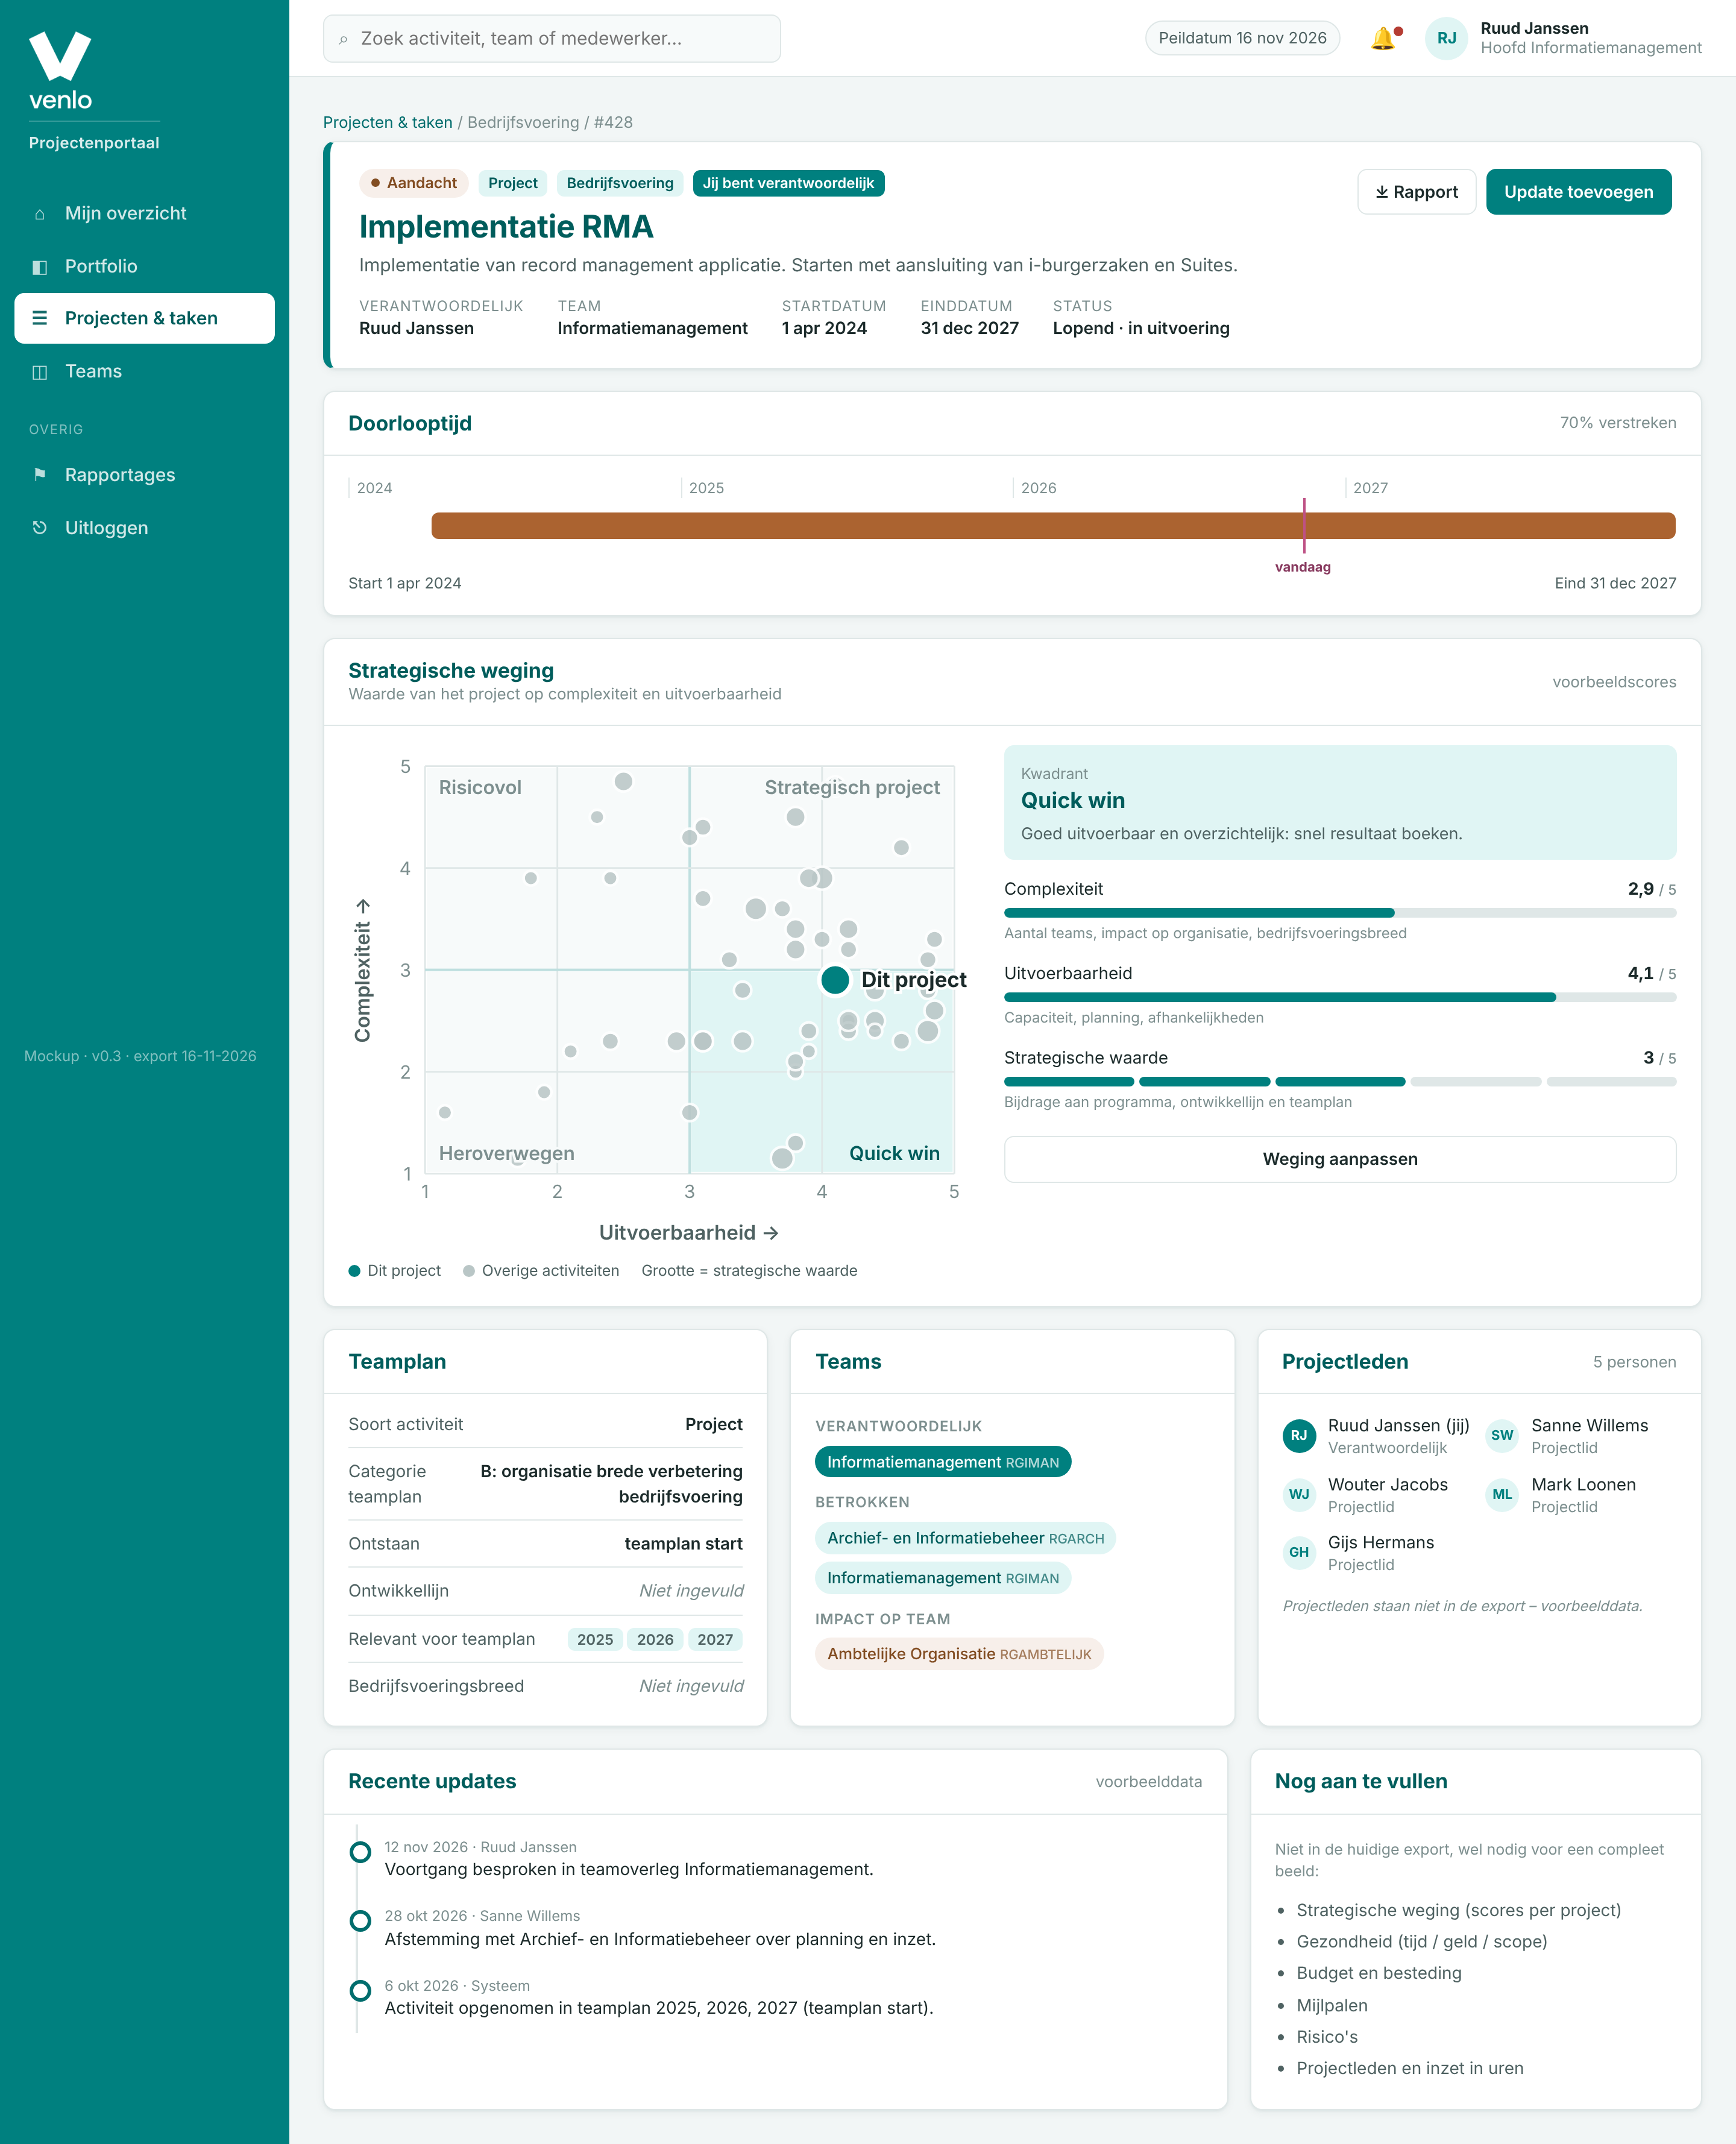 venlo
Projectenportaal
Mijn overzicht
Portfolio
Projecten & taken
Teams
OVERIG
Rapportages
Uitloggen
Mockup · v0.3 · export 16-11-2026
Zoek activiteit, team of medewerker...
Peildatum 16 nov 2026
RJ
Ruud Janssen
Hoofd Informatiemanagement
Projecten & taken / Bedrijfsvoering / #428
Aandacht
Project
Bedrijfsvoering
Jij bent verantwoordelijk
Rapport
Update toevoegen
Implementatie RMA
Implementatie van record management applicatie. Starten met aansluiting van i-burgerzaken en Suites.
VERANTWOORDELIJK
Ruud Janssen
TEAM
Informatiemanagement
STARTDATUM
1 apr 2024
EINDDATUM
31 dec 2027
STATUS
Lopend · in uitvoering
Doorlooptijd
70% verstreken
2024
2025
2026
2027
vandaag
Start 1 apr 2024
Eind 31 dec 2027
Strategische weging
Waarde van het project op complexiteit en uitvoerbaarheid
voorbeeldscores
Complexiteit →
5
4
3
2
1
Risicovol
Strategisch project
Dit project
Heroverwegen
Quick win
1
2
3
4
5
Uitvoerbaarheid →
Dit project
Overige activiteiten
Grootte = strategische waarde
Kwadrant
Quick win
Goed uitvoerbaar en overzichtelijk: snel resultaat boeken.
Complexiteit
2,9 / 5
Aantal teams, impact op organisatie, bedrijfsvoeringsbreed
Uitvoerbaarheid
4,1 / 5
Capaciteit, planning, afhankelijkheden
Strategische waarde
3 / 5
Bijdrage aan programma, ontwikkellijn en teamplan
Weging aanpassen
Teamplan
Soort activiteit
Project
Categorie teamplan
B: organisatie brede verbetering bedrijfsvoering
Ontstaan
teamplan start
Ontwikkellijn
Niet ingevuld
Relevant voor teamplan
2025
2026
2027
Bedrijfsvoeringsbreed
Niet ingevuld
Teams
VERANTWOORDELIJK
Informatiemanagement RGIMAN
BETROKKEN
Archief- en Informatiebeheer RGARCH
Informatiemanagement RGIMAN
IMPACT OP TEAM
Ambtelijke Organisatie RGAMBTELIJK
Projectleden
5 personen
RJ
Ruud Janssen (jij)
Verantwoordelijk
SW
Sanne Willems
Projectlid
WJ
Wouter Jacobs
Projectlid
ML
Mark Loonen
Projectlid
GH
Gijs Hermans
Projectlid
Projectleden staan niet in de export – voorbeelddata.
Recente updates
voorbeelddata
12 nov 2026 · Ruud Janssen
Voortgang besproken in teamoverleg Informatiemanagement.
28 okt 2026 · Sanne Willems
Afstemming met Archief- en Informatiebeheer over planning en inzet.
6 okt 2026 · Systeem
Activiteit opgenomen in teamplan 2025, 2026, 2027 (teamplan start).
Nog aan te vullen
Niet in de huidige export, wel nodig voor een compleet
beeld:
• Strategische weging (scores per project)
• Gezondheid (tijd / geld / scope)
• Budget en besteding
• Mijlpalen
• Risico's
• Projectleden en inzet in uren